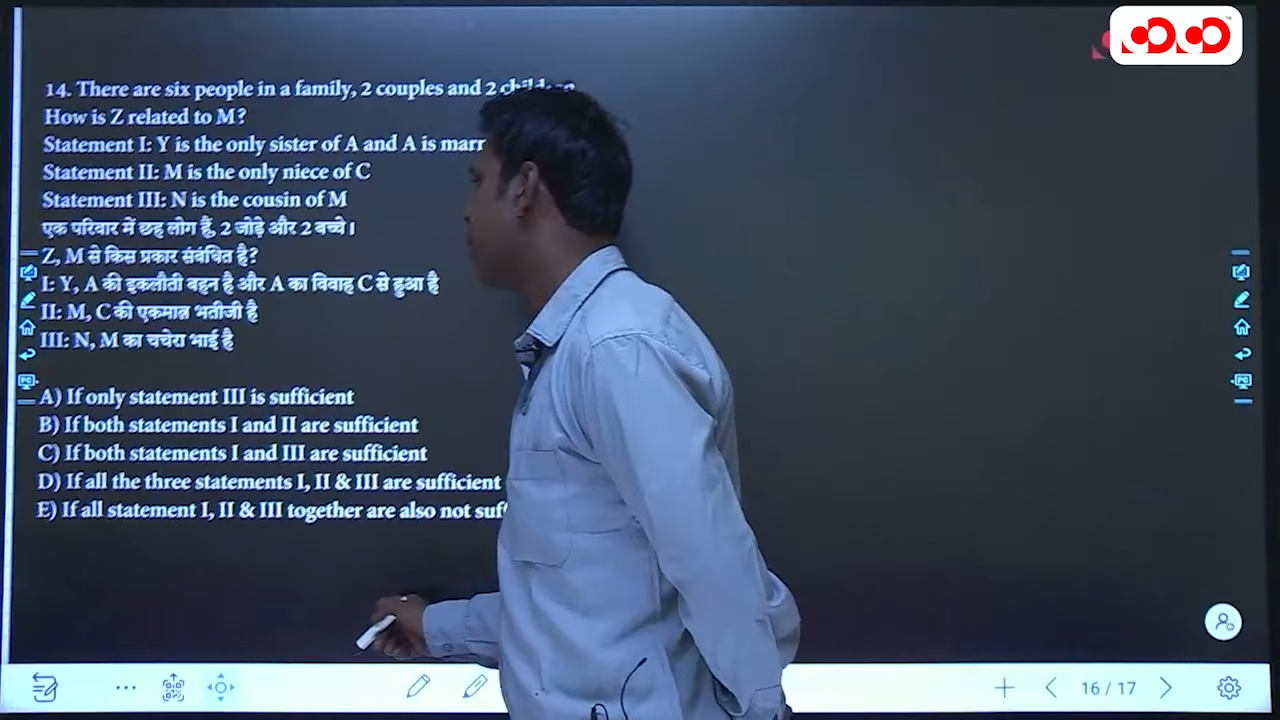 14. There are six people in a family, 2 couples and 2 children
How is Z related to M?
Statement I: Y is the only sister of A and A is
Statement II: M is the only niece of C
Statement III: N is the cousin of M
एक परिवार में छह लोग हैं, 2 जोड़े और 2 बच्चे।
Z, M से किस प्रकार संबंधित है?
I: Y, A की इकलौती बहन है और A का विवाह C से हुआ है
II: M, C की एकमात्र भतीजी है
III: N, M का चचेरा भाई है
A) If only statement III is sufficient
B) If both statements I and II are sufficient
C) If both statements I and III are sufficient
D) If all the three statements I, II & III are sufficient
E) If all statement I, II & III together are also not
16 / 17